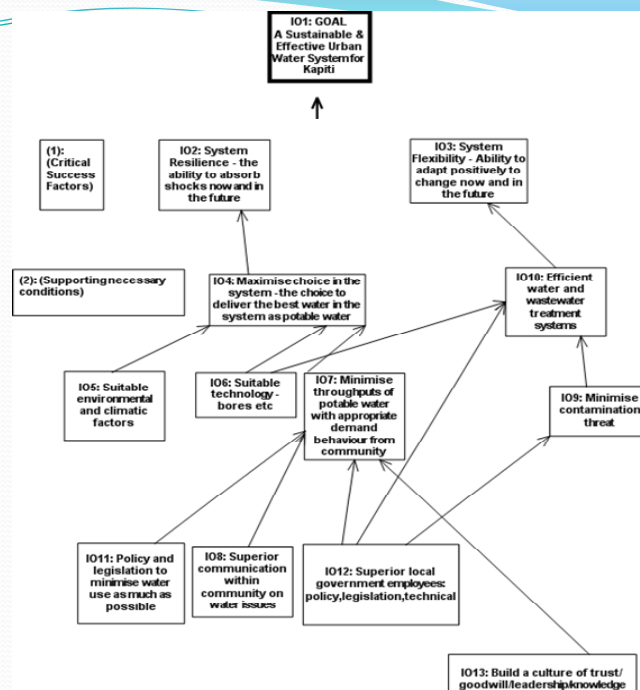 IO1: GOAL
A Sustainable &
Effective Urban
Water Systemfor
Kapiti
(1):
(Critical
Success
Factors)
IO2: System
Resilience - the
ability to absorb
shocks now and in
the future
IO3: System
Flexibility - Ability to
adapt positively to
change now and in
the future
(2): (Supporting necessary
conditions)
IO4: Maximise choice in the
system - the choice to
deliver the best water in the
system as potable water
IO10: Efficient
water and
wastewater
treatment
systems
IO5: Suitable
environmental
and climatic
factors
IO6: Suitable
technology -
bores etc
IO7: Minimise
throughputs of
potable water
with appropriate
demand
behaviour from
community
IO9: Minimise
contamination
threat
IO11: Policy and
legislation to
minimise water
use as much as
possible
IO8: Superior
communication
within
community on
water issues
IO12: Superior local
government employees:
policy,legislation,technical
IO13: Build a culture of trust/
goodwill/leadership/knowledge